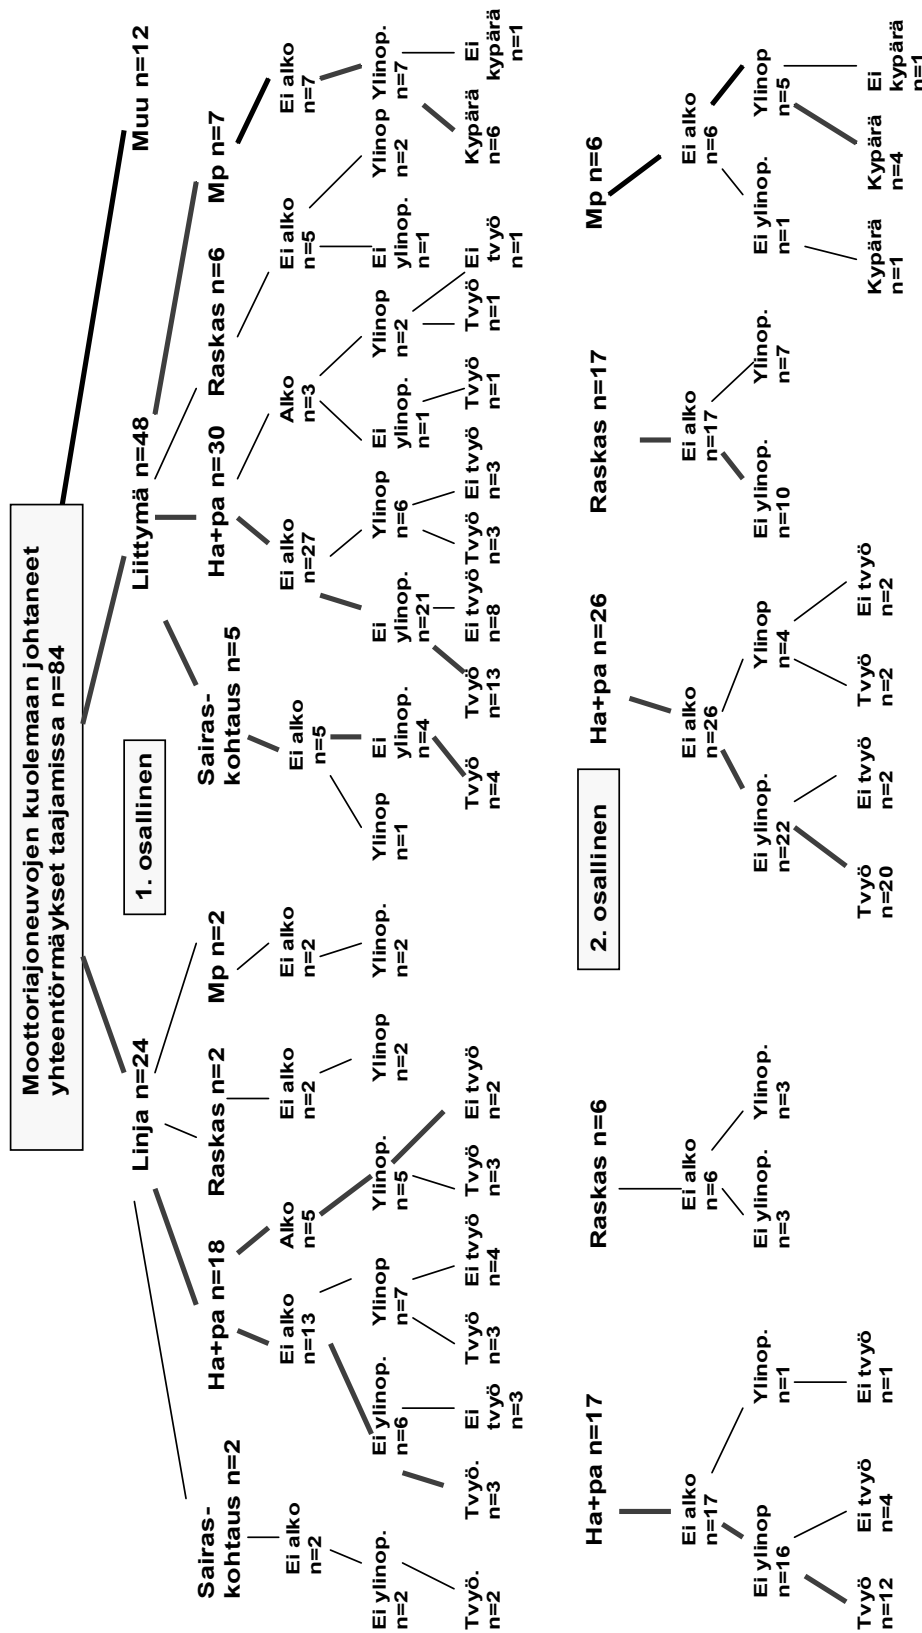 Moottoriajoneuvojen kuolemaan johtaneet
yhteentörmäykset taajamissa n=84
1. osallinen
Linja n=24
Liittymä n=48
Muu n=12
Sairas-
kohtaus n=2
Ha+pa n=18
Raskas n=2
Mp n=2
Sairas-
kohtaus n=5
Ha+pa n=30
Raskas n=6
Mp n=7
Ei alko
n=2
Ei alko
n=13
Alko
n=5
Ei alko
n=2
Ei alko
n=2
Ei alko
n=5
Ei alko
n=27
Alko
n=3
Ei alko
n=5
Ei alko
n=7
Ei ylinop.
n=2
Ei ylinop.
n=6
Ylinop
n=7
Ylinop.
n=5
Ylinop
n=2
Ylinop.
n=2
Ylinop
n=1
Ei
ylinop.
n=4
Ei
ylinop.
n=21
Ylinop
n=6
Ei
ylinop.
n=1
Ylinop
n=2
Ei
ylinop.
n=1
Ylinop
n=2
Ylinop.
n=7
Tvyö.
n=2
Tvyö.
n=3
Ei
tvyö
n=3
Tvyö
n=3
Ei tvyö
n=4
Tvyö
n=3
Ei tvyö
n=2
Tvyö
n=4
Tvyö
n=13
Ei tvyö
n=8
Tvyö
n=3
Ei tvyö
n=3
Tvyö
n=1
Tvyö
n=1
Ei
tvyö
n=1
Kypärä
n=6
Ei
kypärä
n=1
2. osallinen
Ha+pa n=17
Raskas n=6
Ha+pa n=26
Raskas n=17
Mp n=6
Ei alko
n=17
Ei alko
n=6
Ei alko
n=26
Ei alko
n=17
Ei alko
n=6
Ei ylinop
n=16
Ylinop.
n=1
Ei ylinop.
n=3
Ylinop.
n=3
Ei ylinop.
n=22
Ylinop
n=4
Ei ylinop.
n=10
Ylinop.
n=7
Ei ylinop.
n=1
Ylinop
n=5
Tvyö
n=12
Ei tvyö
n=4
Ei tvyö
n=1
Tvyö
n=20
Ei tvyö
n=2
Tvyö
n=2
Ei tvyö
n=2
Kypärä
n=1
Kypärä
n=4
Ei
kypärä
n=1